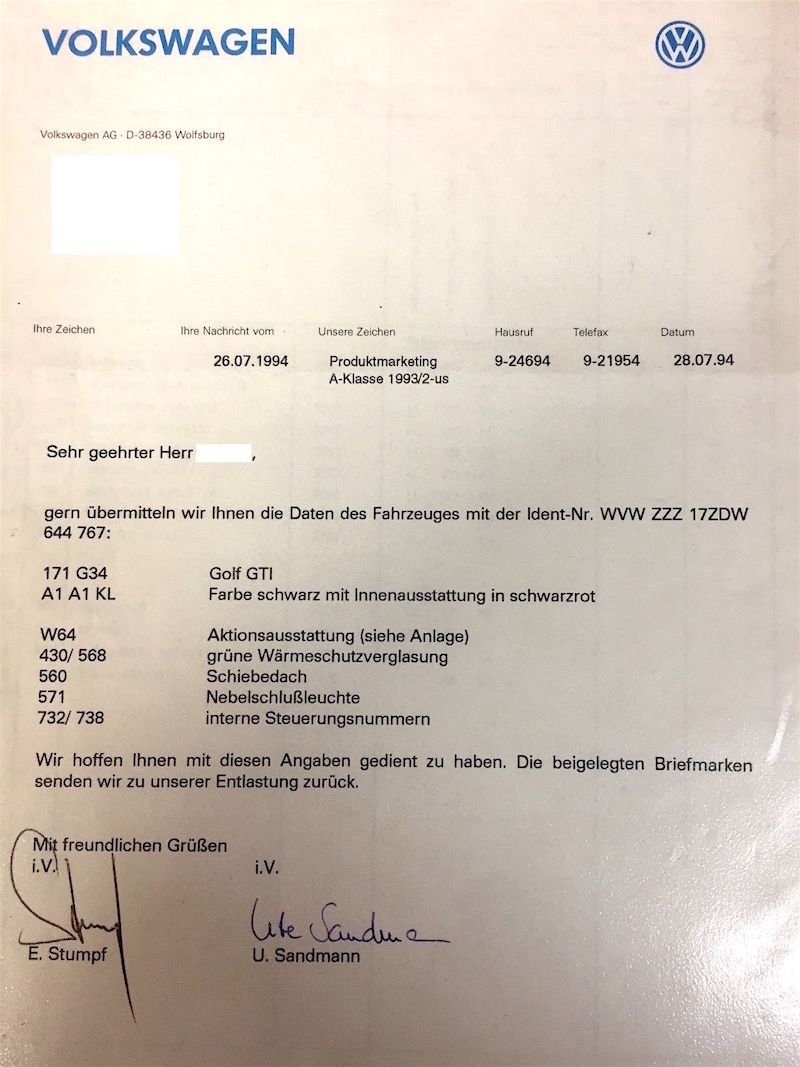 VOLKSWAGEN
Volkswagen AG · D-38436 Wolfsburg
Ihre Zeichen Ihre Nachricht vom Unsere Zeichen Hausruf Telefax Datum
26.07.1994 Produktmarketing 9-24694 9-21954 28.07.94
A-Klasse 1993/2-us
Sehr geehrter Herr ,
gern übermitteln wir Ihnen die Daten des Fahrzeuges mit der Ident-Nr. WVW ZZZ 17ZDW
644 767:
171 G34 Golf GTI
A1 A1 KL Farbe schwarz mit Innenausstattung in schwarzrot
W64 Aktionsausstattung (siehe Anlage)
430/ 568 grüne Wärmeschutzverglasung
560 Schiebedach
571 Nebelschlußleuchte
732/ 738 interne Steuerungsnummern
Wir hoffen Ihnen mit diesen Angaben gedient zu haben. Die beigelegten Briefmarken
senden wir zu unserer Entlastung zurück.
Mit freundlichen Grüßen
i.V. i.V.
Stumpf Ute Sandmann
E. Stumpf U. Sandmann